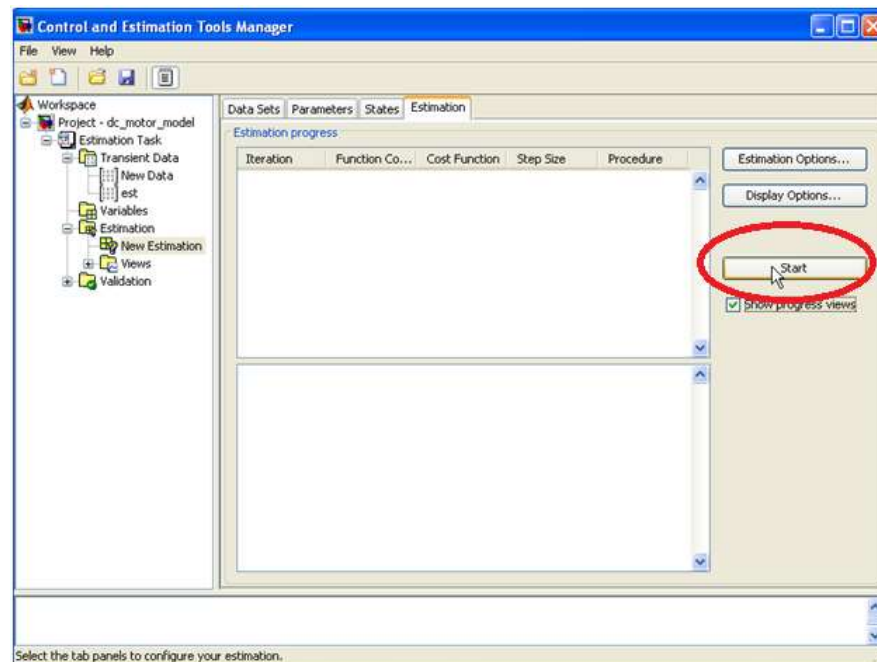 Control and Estimation Tools Manager
File View Help
Workspace
Project - dc_motor_model
Estimation Task
Transient Data
New Data
est
Variables
Estimation
New Estimation
Views
Validation
Data Sets Parameters States Estimation
Estimation progress
Iteration Function Co... Cost Function Step Size Procedure
Estimation Options...
Display Options...
Start
Show progress views
Select the tab panels to configure your estimation.